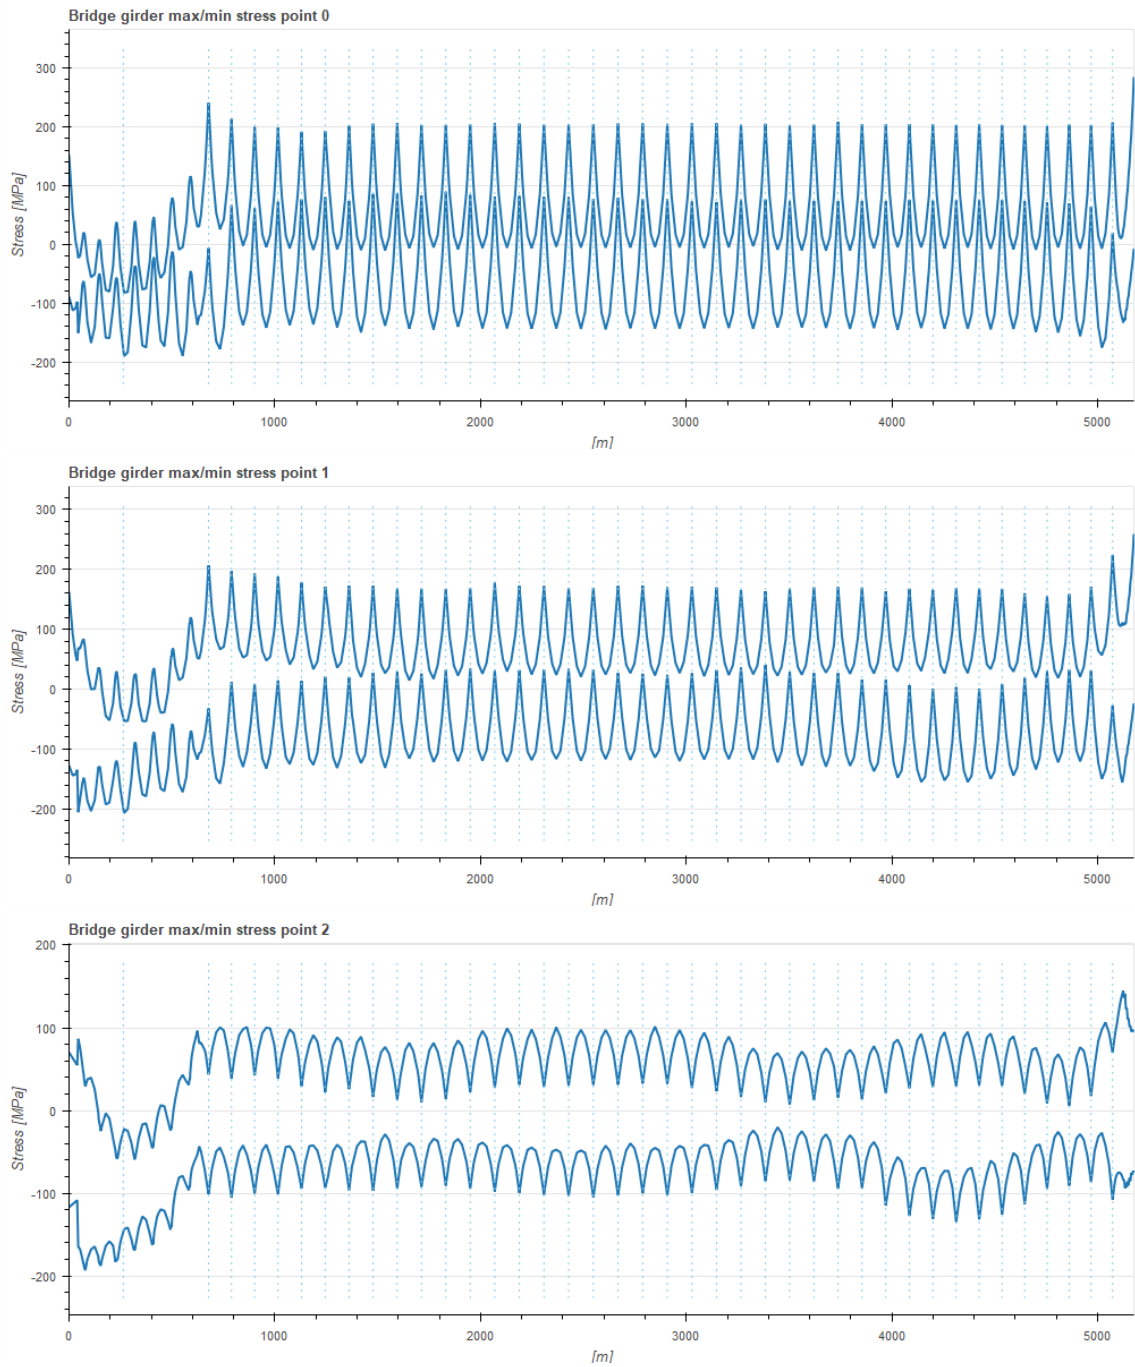 Bridge girder max/min stress point 0
300
200
100
0
-100
-200
Stress [MPa]
0 1000 2000 3000 4000 5000
[m]
Bridge girder max/min stress point 1
300
200
100
0
-100
-200
Stress [MPa]
0 1000 2000 3000 4000 5000
[m]
Bridge girder max/min stress point 2
200
100
0
-100
-200
Stress [MPa]
0 1000 2000 3000 4000 5000
[m]